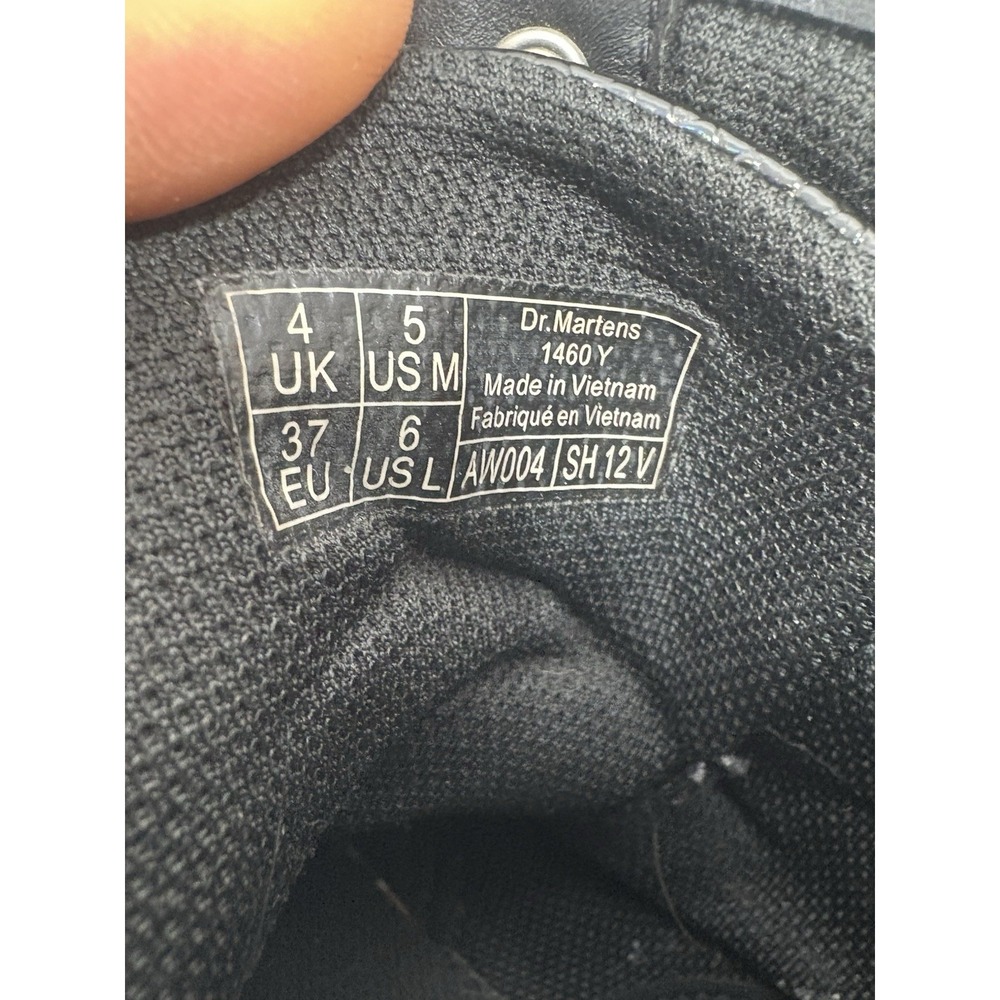 4
UK
5
US M
37
EU
6
US L
Dr.Martens
1460 Y
Made in Vietnam
Fabriqué en Vietnam
AW004
SH 12 V